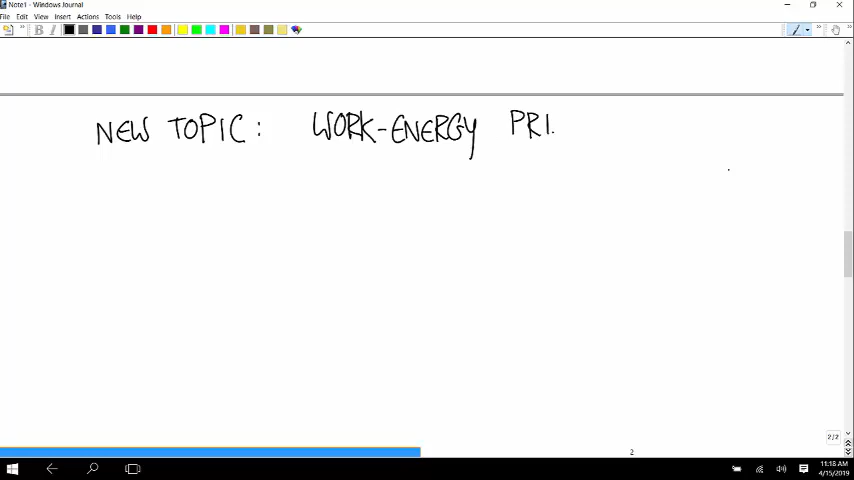 Note1 - Windows Journal
File Edit View Insert Actions Tools Help
B I
NEW TOPIC : WORK-ENERGY PRI
2/2
2
11:18 AM
4/15/2019